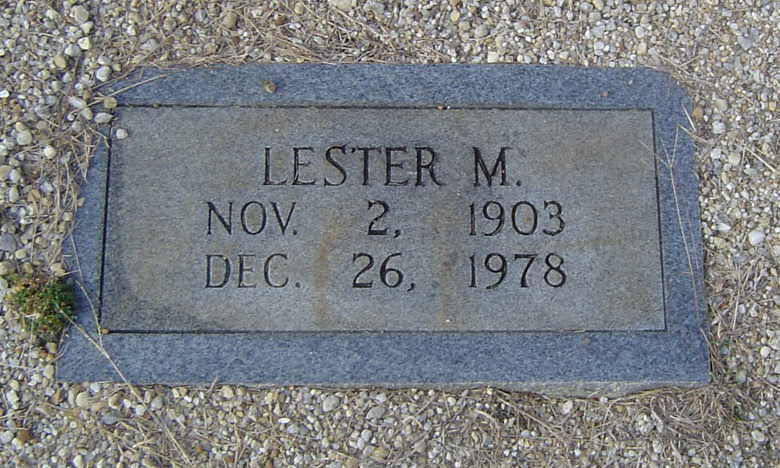 LESTER M.
NOV. 2, 1903
DEC. 26, 1978